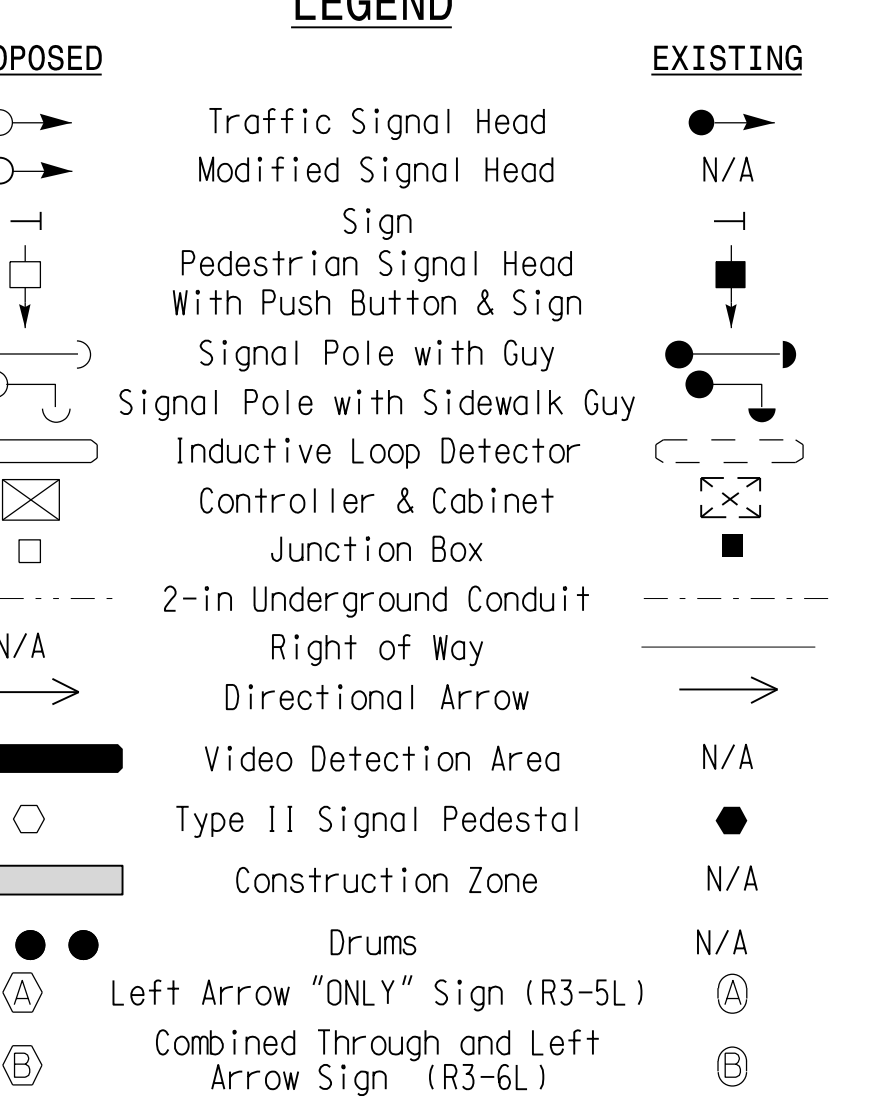 LEGEND
OPOSED EXISTING
Traffic Signal Head
Modified Signal Head N/A
Sign
Pedestrian Signal Head
With Push Button & Sign
Signal Pole with Guy
Signal Pole with Sidewalk Guy
Inductive Loop Detector
Controller & Cabinet
Junction Box
2-in Underground Conduit
N/A Right of Way
Directional Arrow
Video Detection Area N/A
Type II Signal Pedestal
Construction Zone N/A
Drums N/A
A Left Arrow "ONLY" Sign (R3-5L) A
Combined Through and Left
B Arrow Sign (R3-6L) B